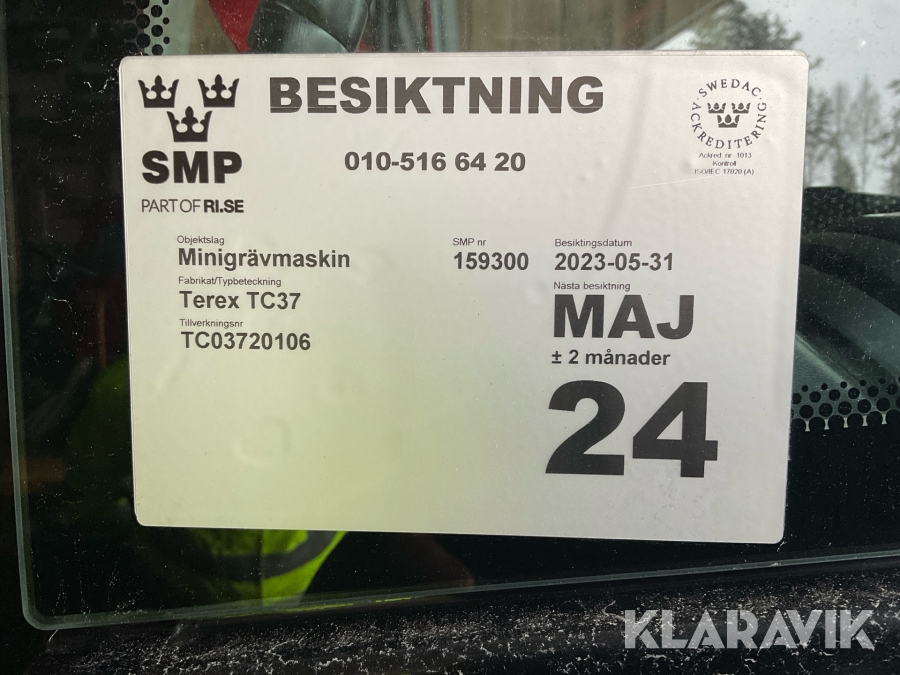 BESIKTNING
SMP
PART OF RI.SE
010-516 64 20
SWEDAC
ACKREDITERING
Ackred nr 1013
Kontroll
ISO/IEC 17020 (A)
Objektslag
Minigrävmaskin
Fabrikat/Typbeteckning
Terex TC37
Tillverkningsnr
TC03720106
SMP nr
159300
Besiktingsdatum
2023-05-31
Nästa besiktning
MAJ
± 2 månader
24
KLARAVIK